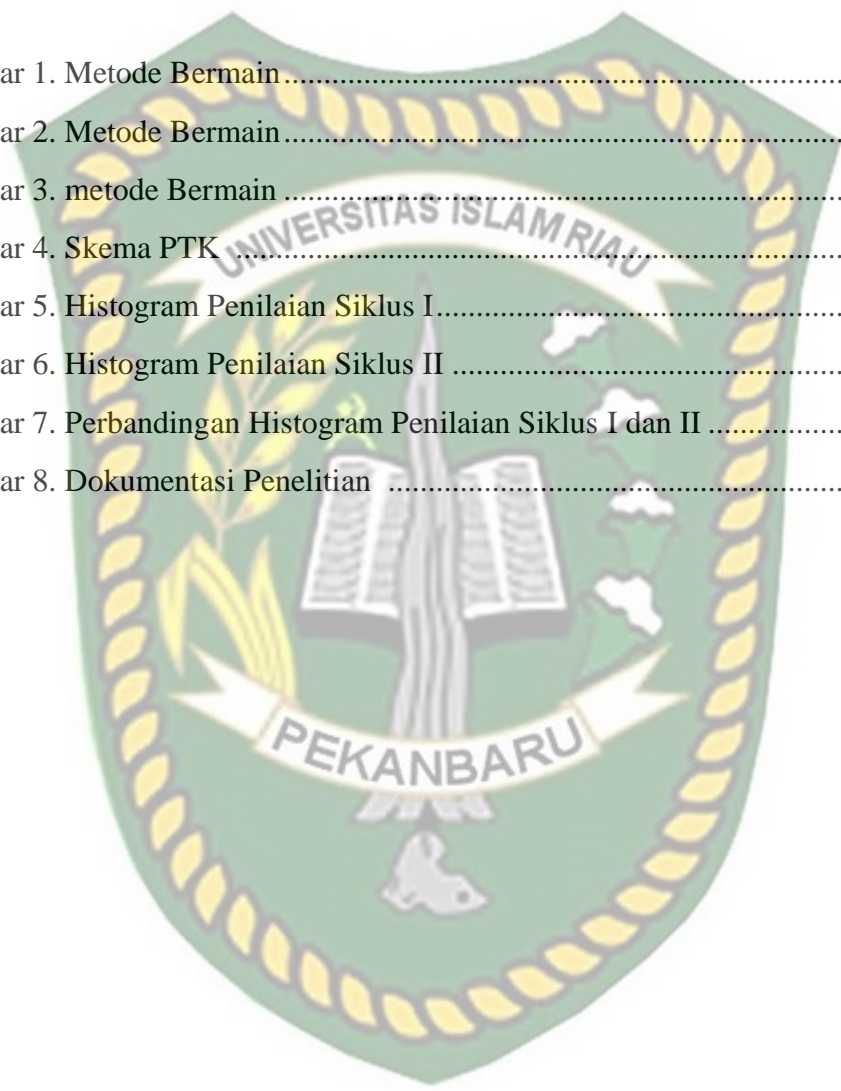 ar 1. Metode Bermain................................................................................
ar 2. Metode Bermain................................................................................
ar 3. metode Bermain ................................................................................
ar 4. Skema PTK ................................................................................
ar 5. Histogram Penilaian Siklus I............................................................
ar 6. Histogram Penilaian Siklus II ............................................................
ar 7. Perbandingan Histogram Penilaian Siklus I dan II .................
ar 8. Dokumentasi Penelitian ............................................................
UNIVERSITAS ISLAM RIAU
PEKANBARU